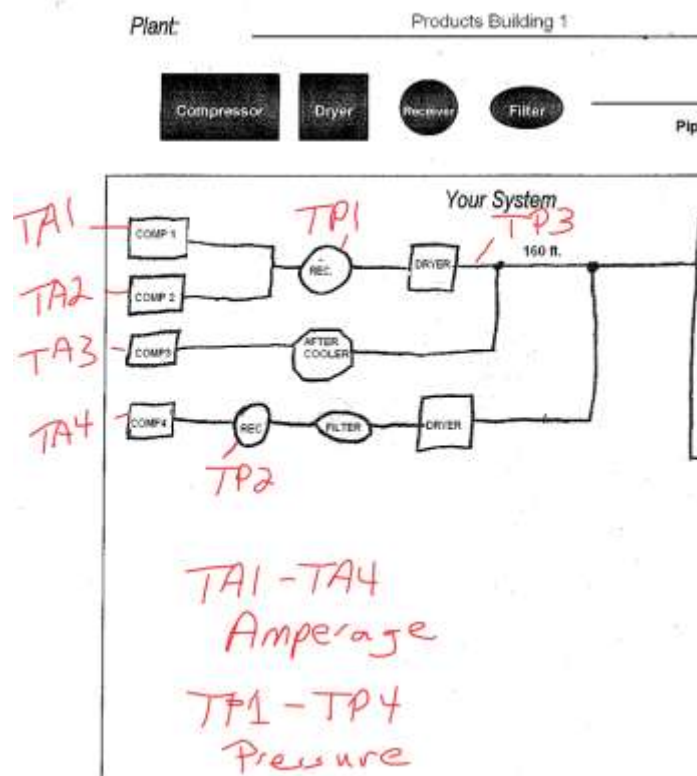 Plant: Products Building 1
Compressor Dryer Receiver Filter
Pip
Your System
TA1 COMP 1 TP1 TP3
REC. DRYER 160 ft.
TA2 COMP 2
TA3 COMP3 AFTER COOLER
TA4 COMP4 REC FILTER DRYER
TP2
TA1-TA4
Amperage
TP1-TP4
Pressure